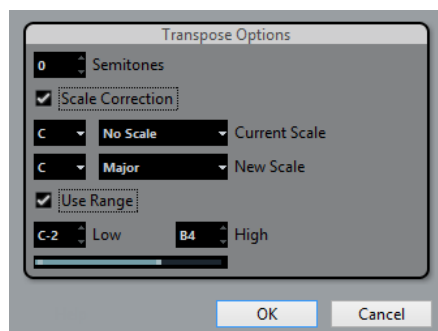 Transpose Options
0 Semitones
Scale Correction
C No Scale Current Scale
C Major New Scale
Use Range
C-2 Low B4 High
OK Cancel